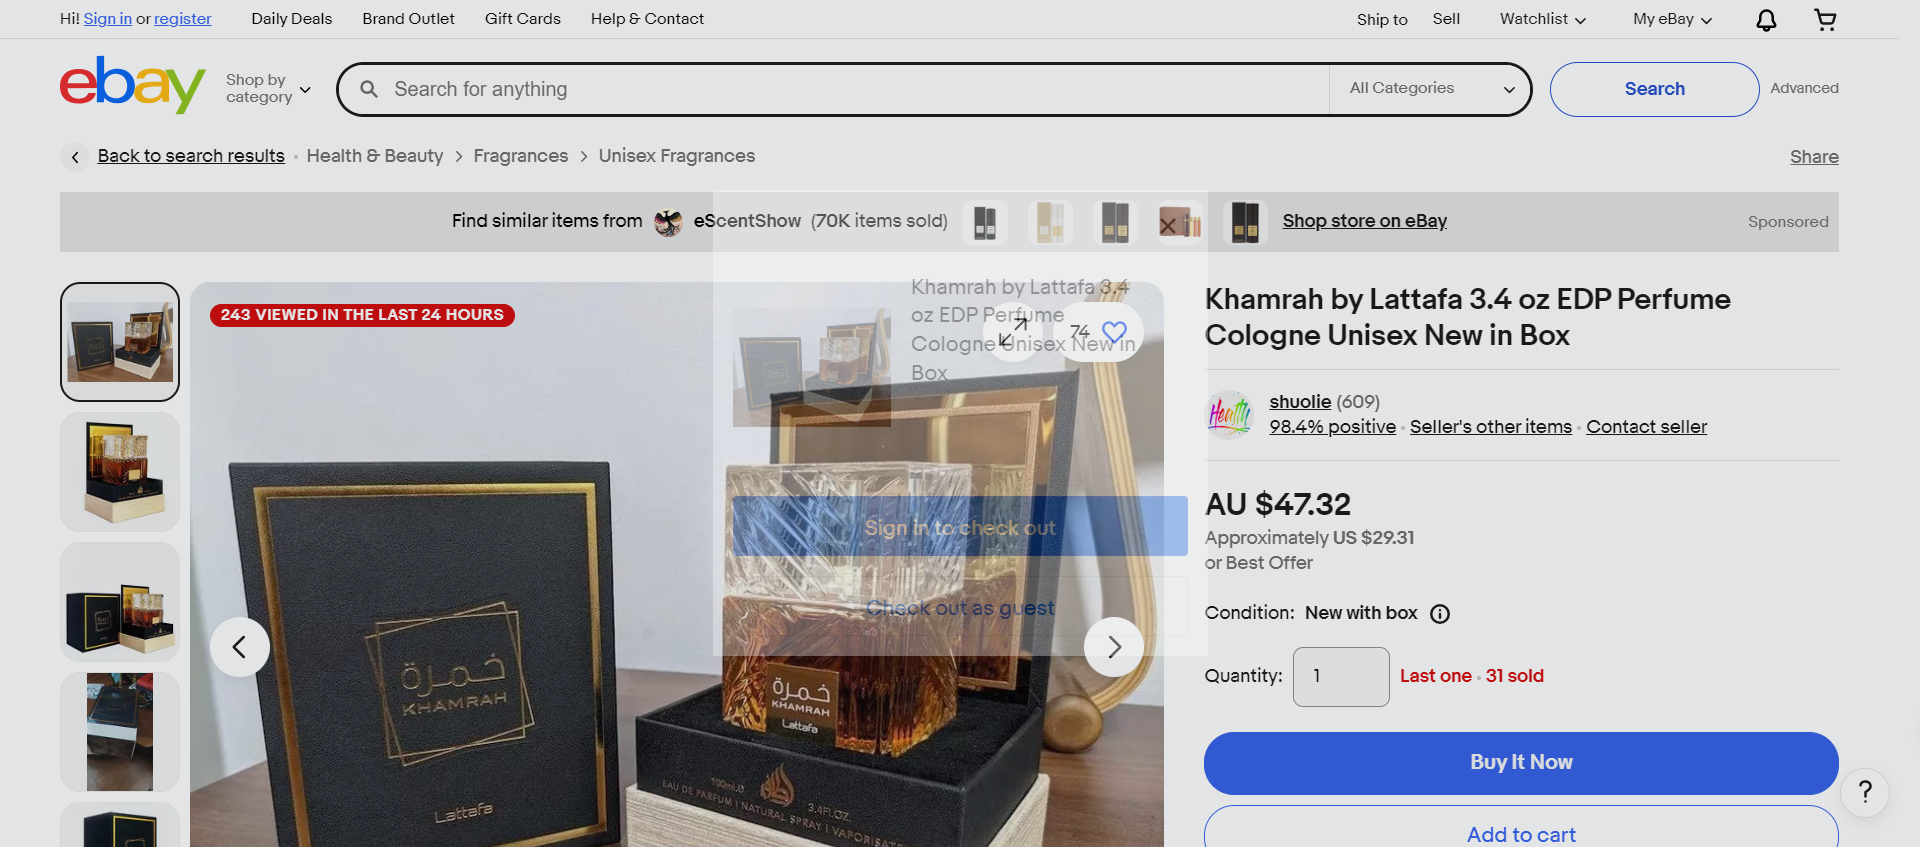 Hi! Sign in or register
Daily Deals
Brand Outlet
Gift Cards
Help & Contact
Ship to
Sell
Watchlist
My eBay
ebay
Shop by category
Search for anything
All Categories
Search
Advanced
Back to search results
Health & Beauty
Fragrances
Unisex Fragrances
Share
Find similar items from eScentShow (70K items sold)
Shop store on eBay
Sponsored
243 VIEWED IN THE LAST 24 HOURS
74
Khamrah by Lattafa 3.4
oz EDP Perfume
Cologne Unisex New in
Box
Sign in to check out
Check out as guest
خمرة
KHAMRAH
Lattafa
خمرة
KHAMRAH
Lattafa
100ml.e
3.4FL.OZ.
EAU DE PARFUM | NATURAL SPRAY | VAPORISAT
Khamrah by Lattafa 3.4 oz EDP Perfume
Cologne Unisex New in Box
Health
shuolie (609)
98.4% positive · Seller's other items · Contact seller
AU $47.32
Approximately US $29.31
or Best Offer
Condition: New with box
Quantity: 1 Last one · 31 sold
Buy It Now
Add to cart
?